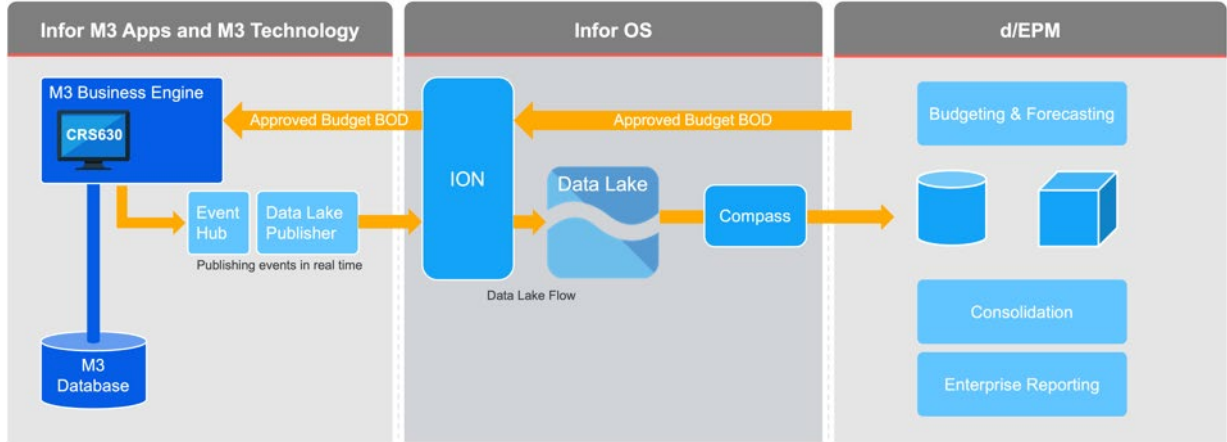 Infor M3 Apps and M3 Technology
Infor OS
d/EPM
M3 Business Engine
CRS630
Approved Budget BOD
Approved Budget BOD
Budgeting & Forecasting
ION
Data Lake
Event
Hub
Data Lake
Publisher
Compass
Publishing events in real time
Data Lake Flow
Consolidation
M3
Database
Enterprise Reporting